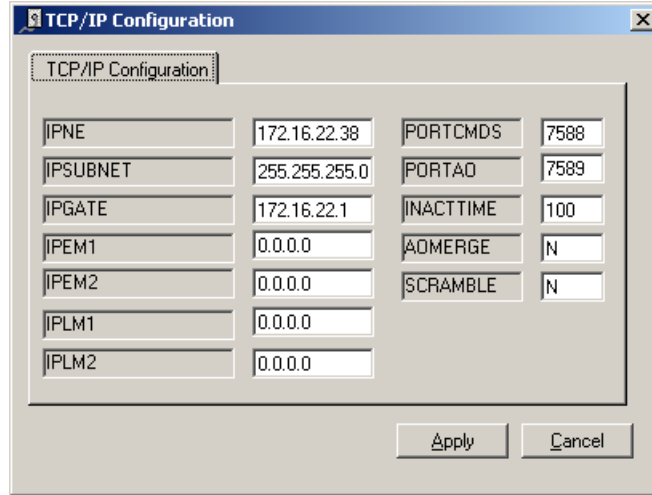 TCP/IP Configuration
TCP/IP Configuration
IPNE 172.16.22.38 PORTCMDS 7588
IPSUBNET 255.255.255.0 PORTAO 7589
IPGATE 172.16.22.1 INACTTIME 100
IPEM1 0.0.0.0 AOMERGE N
IPEM2 0.0.0.0 SCRAMBLE N
IPLM1 0.0.0.0
IPLM2 0.0.0.0
Apply Cancel